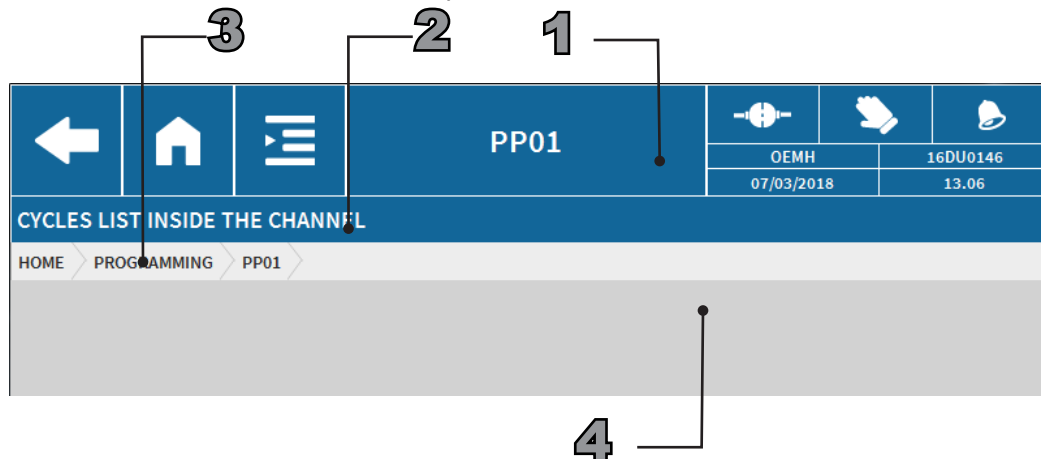 3 2 1
PP01
OEMH 16DU0146
07/03/2018 13.06
CYCLES LIST INSIDE THE CHANNEL
HOME PROGRAMMING PP01
4